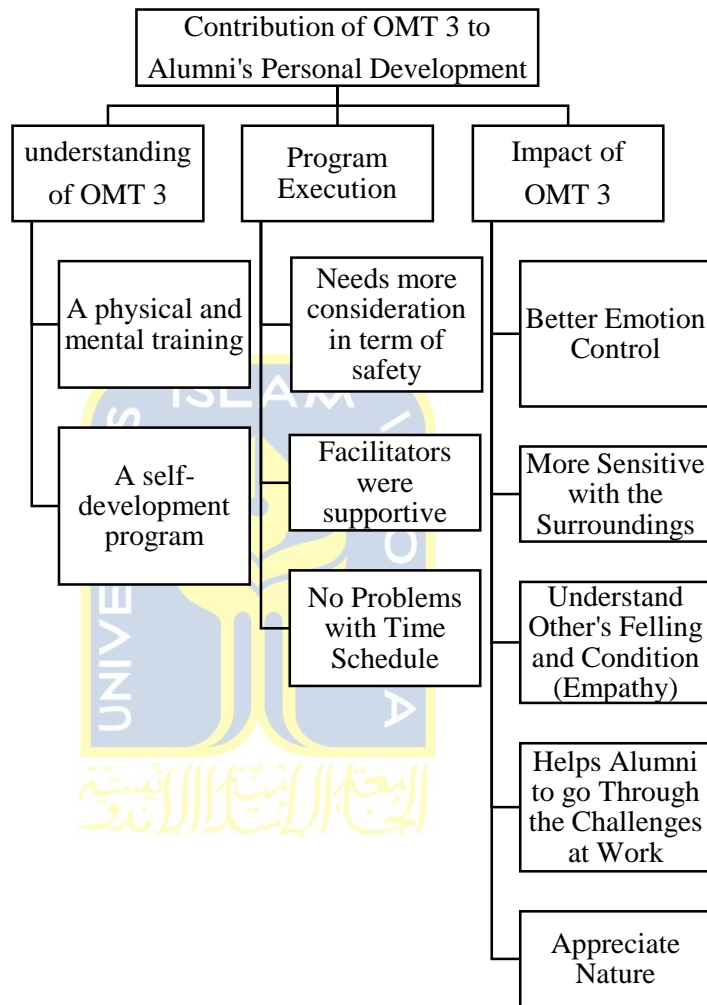 Contribution of OMT 3 to
Alumni's Personal Development
understanding
of OMT 3
A physical and
mental training
A self-
development
program
Program
Execution
Needs more
consideration
in term of
safety
Facilitators
were
supportive
No Problems
with Time
Schedule
Impact of
OMT 3
Better Emotion
Control
More Sensitive
with the
Surroundings
Understand
Other's Felling
and Condition
(Empathy)
Helps Alumni
to go Through
the Challenges
at Work
Appreciate
Nature
ISLAM
UNIVE